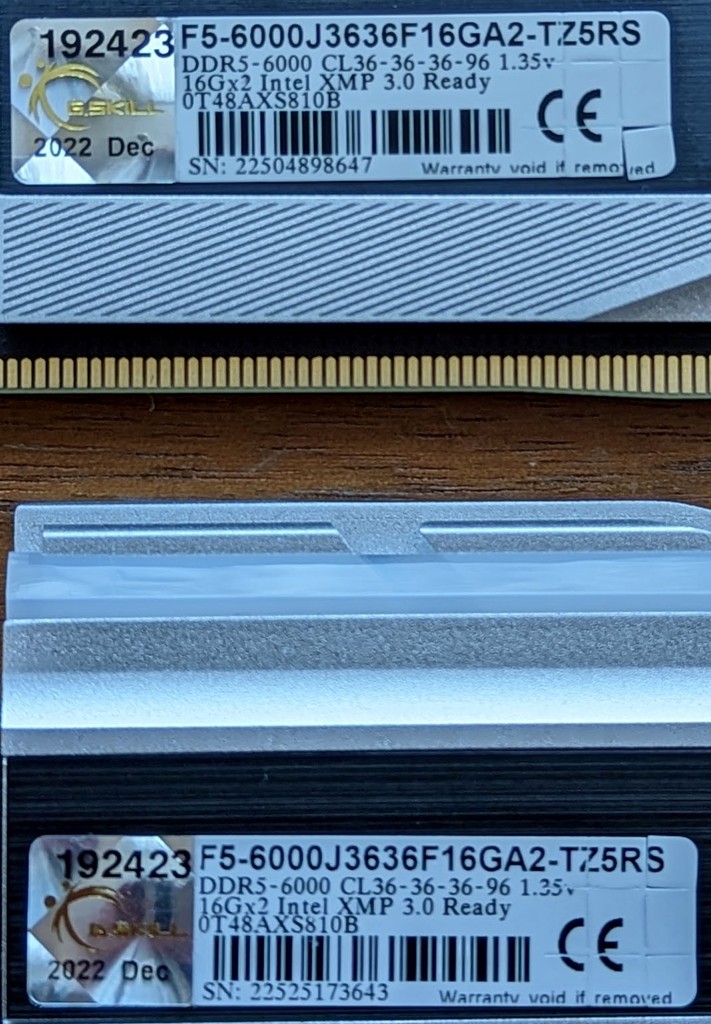 192423
F5-6000J3636F16GA2-TZ5RS
DDR5-6000 CL36-36-36-96 1.35v
16Gx2 Intel XMP 3.0 Ready
0T48AXS810B
G.SKILL
2022 Dec
CE
SN: 22504898647
Warranty void if removed
192423
F5-6000J3636F16GA2-TZ5RS
DDR5-6000 CL36-36-36-96 1.35v
16Gx2 Intel XMP 3.0 Ready
0T48AXS810B
G.SKILL
2022 Dec
CE
SN: 22525173643
Warranty void if removed